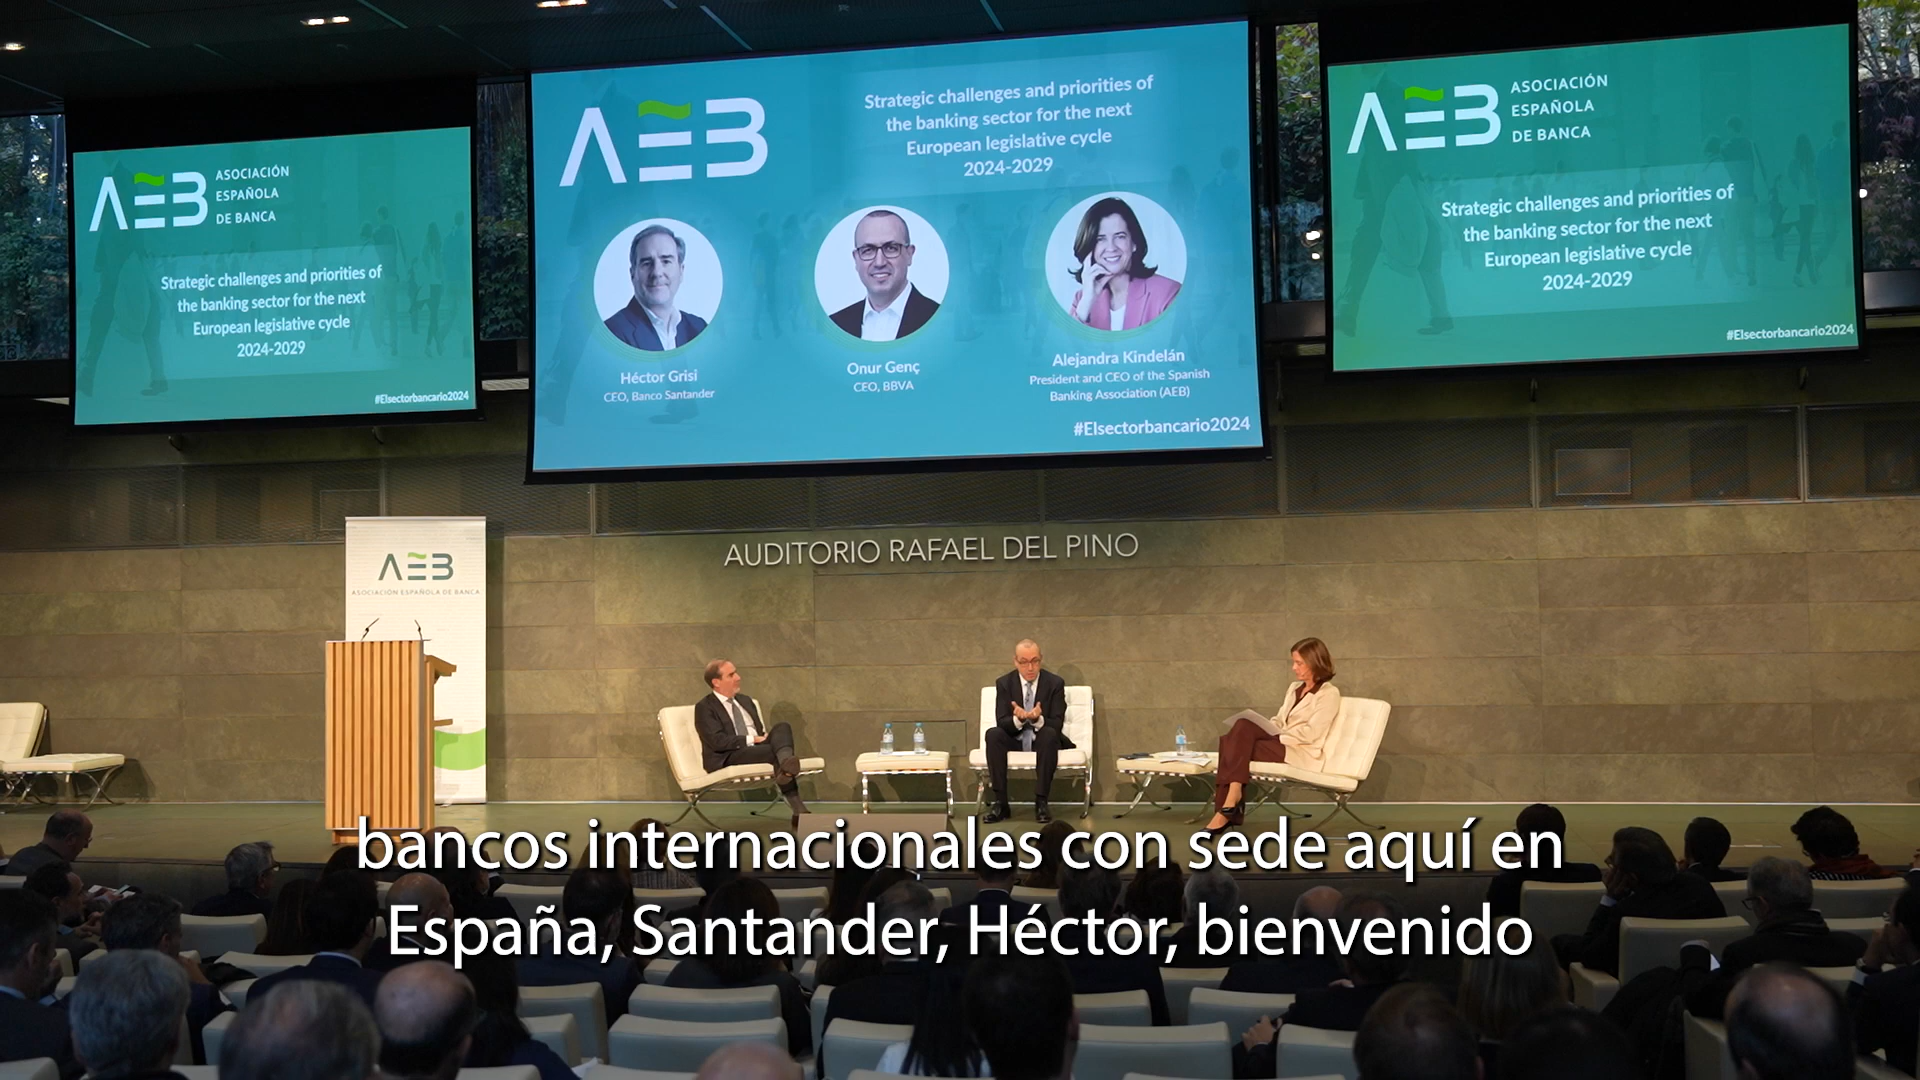 AEB
ASOCIACIÓN
ESPAÑOLA
DE BANCA
Strategic challenges and priorities of
the banking sector for the next
European legislative cycle
2024-2029
#Elsectorbancario2024
AEB
Strategic challenges and priorities of
the banking sector for the next
European legislative cycle
2024-2029
Héctor Grisi
CEO, Banco Santander
Onur Genç
CEO, BBVA
Alejandra Kindelán
President and CEO of the Spanish
Banking Association (AEB)
#Elsectorbancario2024
AEB
ASOCIACIÓN
ESPAÑOLA
DE BANCA
Strategic challenges and priorities of
the banking sector for the next
European legislative cycle
2024-2029
#Elsectorbancario2024
AUDITORIO RAFAEL DEL PINO
AEB
ASOCIACIÓN ESPAÑOLA DE BANCA
bancos internacionales con sede aquí en
España, Santander, Héctor, bienvenido